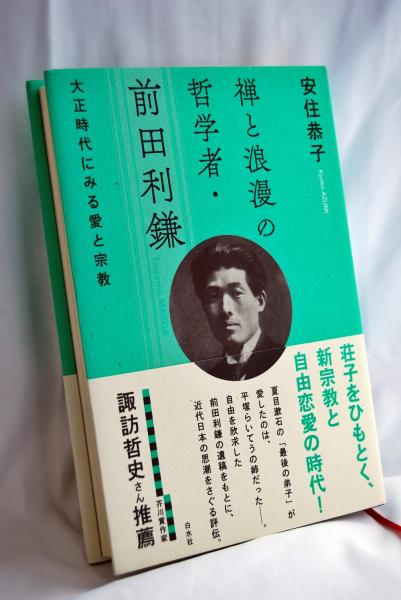 安住恭子
Kyoko AZUMI
禅と浪漫の
哲学者・
前田利鎌
Togama MAEDA
大正時代にみる愛と宗教
荘子をひもとく、
新宗教と
自由恋愛の時代！
夏目漱石の「最後の弟子」が
愛したのは、
平塚らいてうの姉だった――。
自由を欣求した
前田利鎌の遺稿をもとに、
近代日本の思潮をさぐる評伝。
白水社
芥川賞作家
諏訪哲史さん推薦